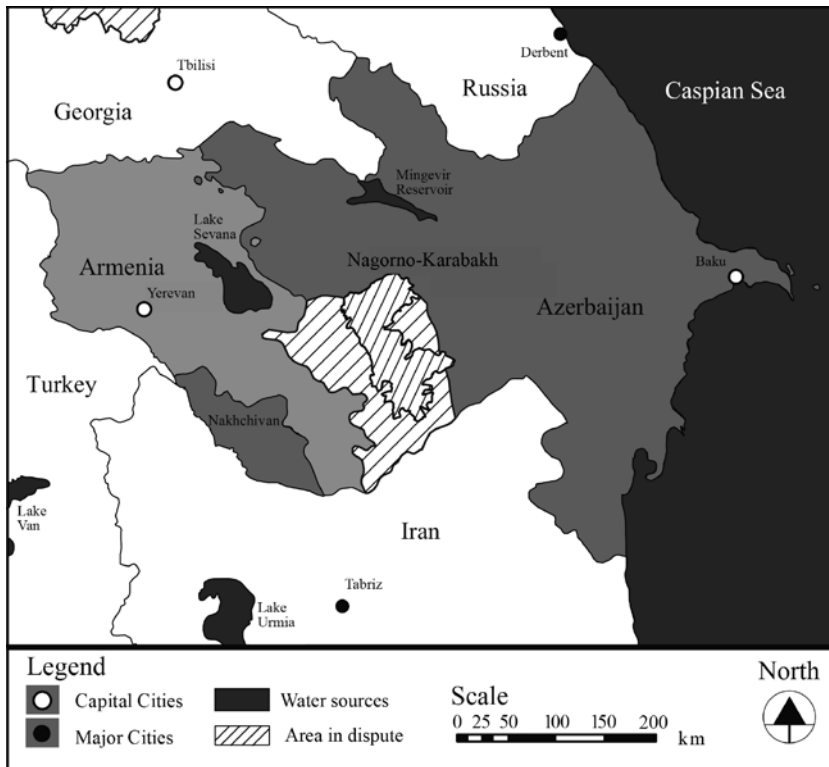 Tbilisi
Derbent
Georgia
Russia
Caspian Sea
Mingevir
Reservoir
Lake
Sevana
Armenia
Nagorno-Karabakh
Baku
Yerevan
Azerbaijan
Turkey
Nakhchivan
Lake
Van
Iran
Tabriz
Lake
Urmia
Legend
Capital Cities
Major Cities
Water sources
Area in dispute
Scale
0 25 50 100 150 200
km
North